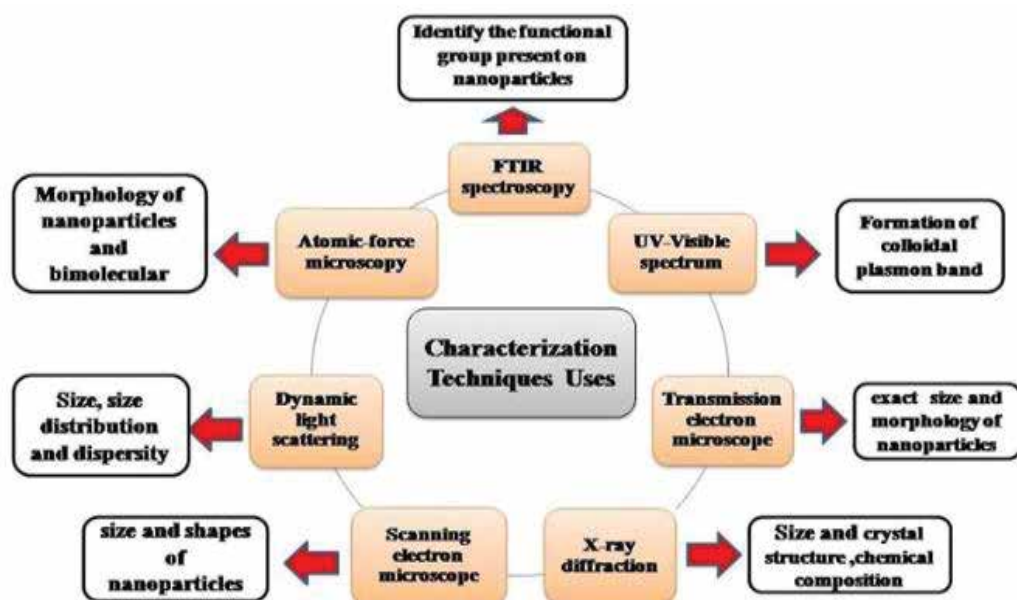 Identify the functional
group present on
nanoparticles
FTIR
spectroscopy
Morphology of
nanoparticles
and
bimolecular
Atomic-force
microscopy
UV-Visible
spectrum
Formation of
colloidal
plasmon band
Characterization
Techniques Uses
Size, size
distribution
and dispersity
Dynamic
light
scattering
Transmission
electron
microscope
exact size and
morphology of
nanoparticles
size and shapes
of
nanoparticles
Scanning
electron
microscope
X-ray
diffraction
Size and crystal
structure ,chemical
composition